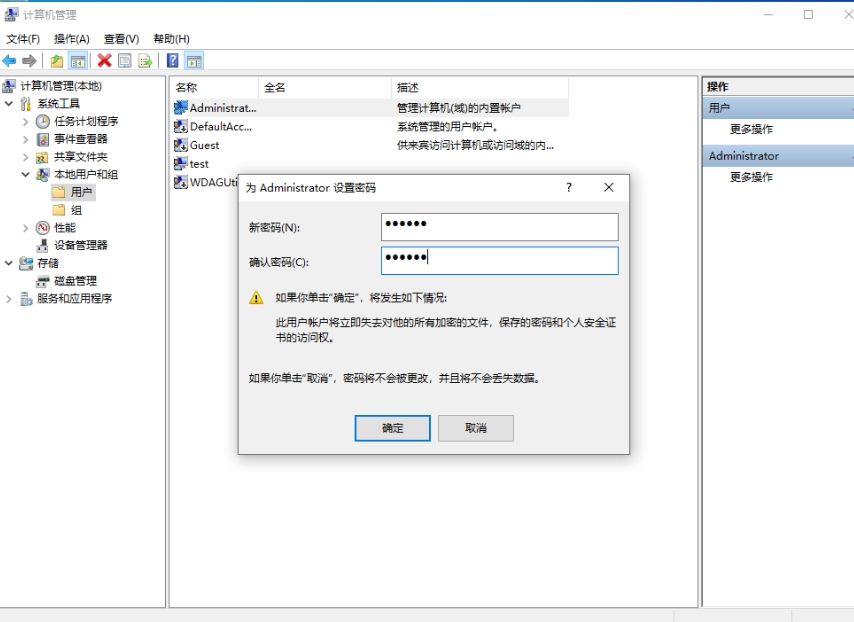 计算机管理
文件(F) 操作(A) 查看(V) 帮助(H)
计算机管理(本地)
系统工具
任务计划程序
事件查看器
共享文件夹
本地用户和组
用户
组
性能
设备管理器
存储
磁盘管理
服务和应用程序
名称 全名 描述
Administrat... 管理计算机(域)的内置帐户
DefaultAcc... 系统管理的用户帐户。
Guest 供来宾访问计算机或访问域的内...
test
WDAGUti
操作
用户
更多操作
Administrator
更多操作
为 Administrator 设置密码
新密码(N): ●●●●●●
确认密码(C): ●●●●●●
如果你单击“确定”，将发生如下情况:
此用户帐户将立即失去对他的所有加密的文件，保存的密码和个人安全证
书的访问权。
如果你单击“取消”，密码将不会被更改，并且将不会丢失数据。
确定 取消